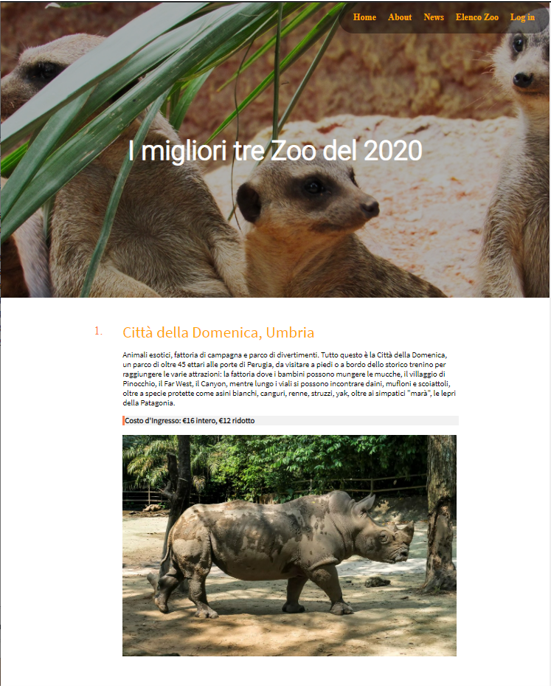 Home About News Elenco Zoo Log in
I migliori tre Zoo del 2020
1. Città della Domenica, Umbria
Animali esotici, fattoria di campagna e parco di divertimenti. Tutto questo è la Città della Domenica,
un parco di oltre 45 ettari alle porte di Perugia, da visitare a piedi o a bordo dello storico trenino per
raggiungere le varie attrazioni: la fattoria dove i bambini possono mungere le mucche, il villaggio di
Pinocchio, il Far West, il Canyon, mentre lungo i viali si possono incontrare daini, mufloni e scoiattoli,
oltre a specie protette come asini bianchi, canguri, renne, struzzi, yak, oltre ai simpatici "marà", le lepri
della Patagonia.
Costo d'Ingresso: €16 intero, €12 ridotto